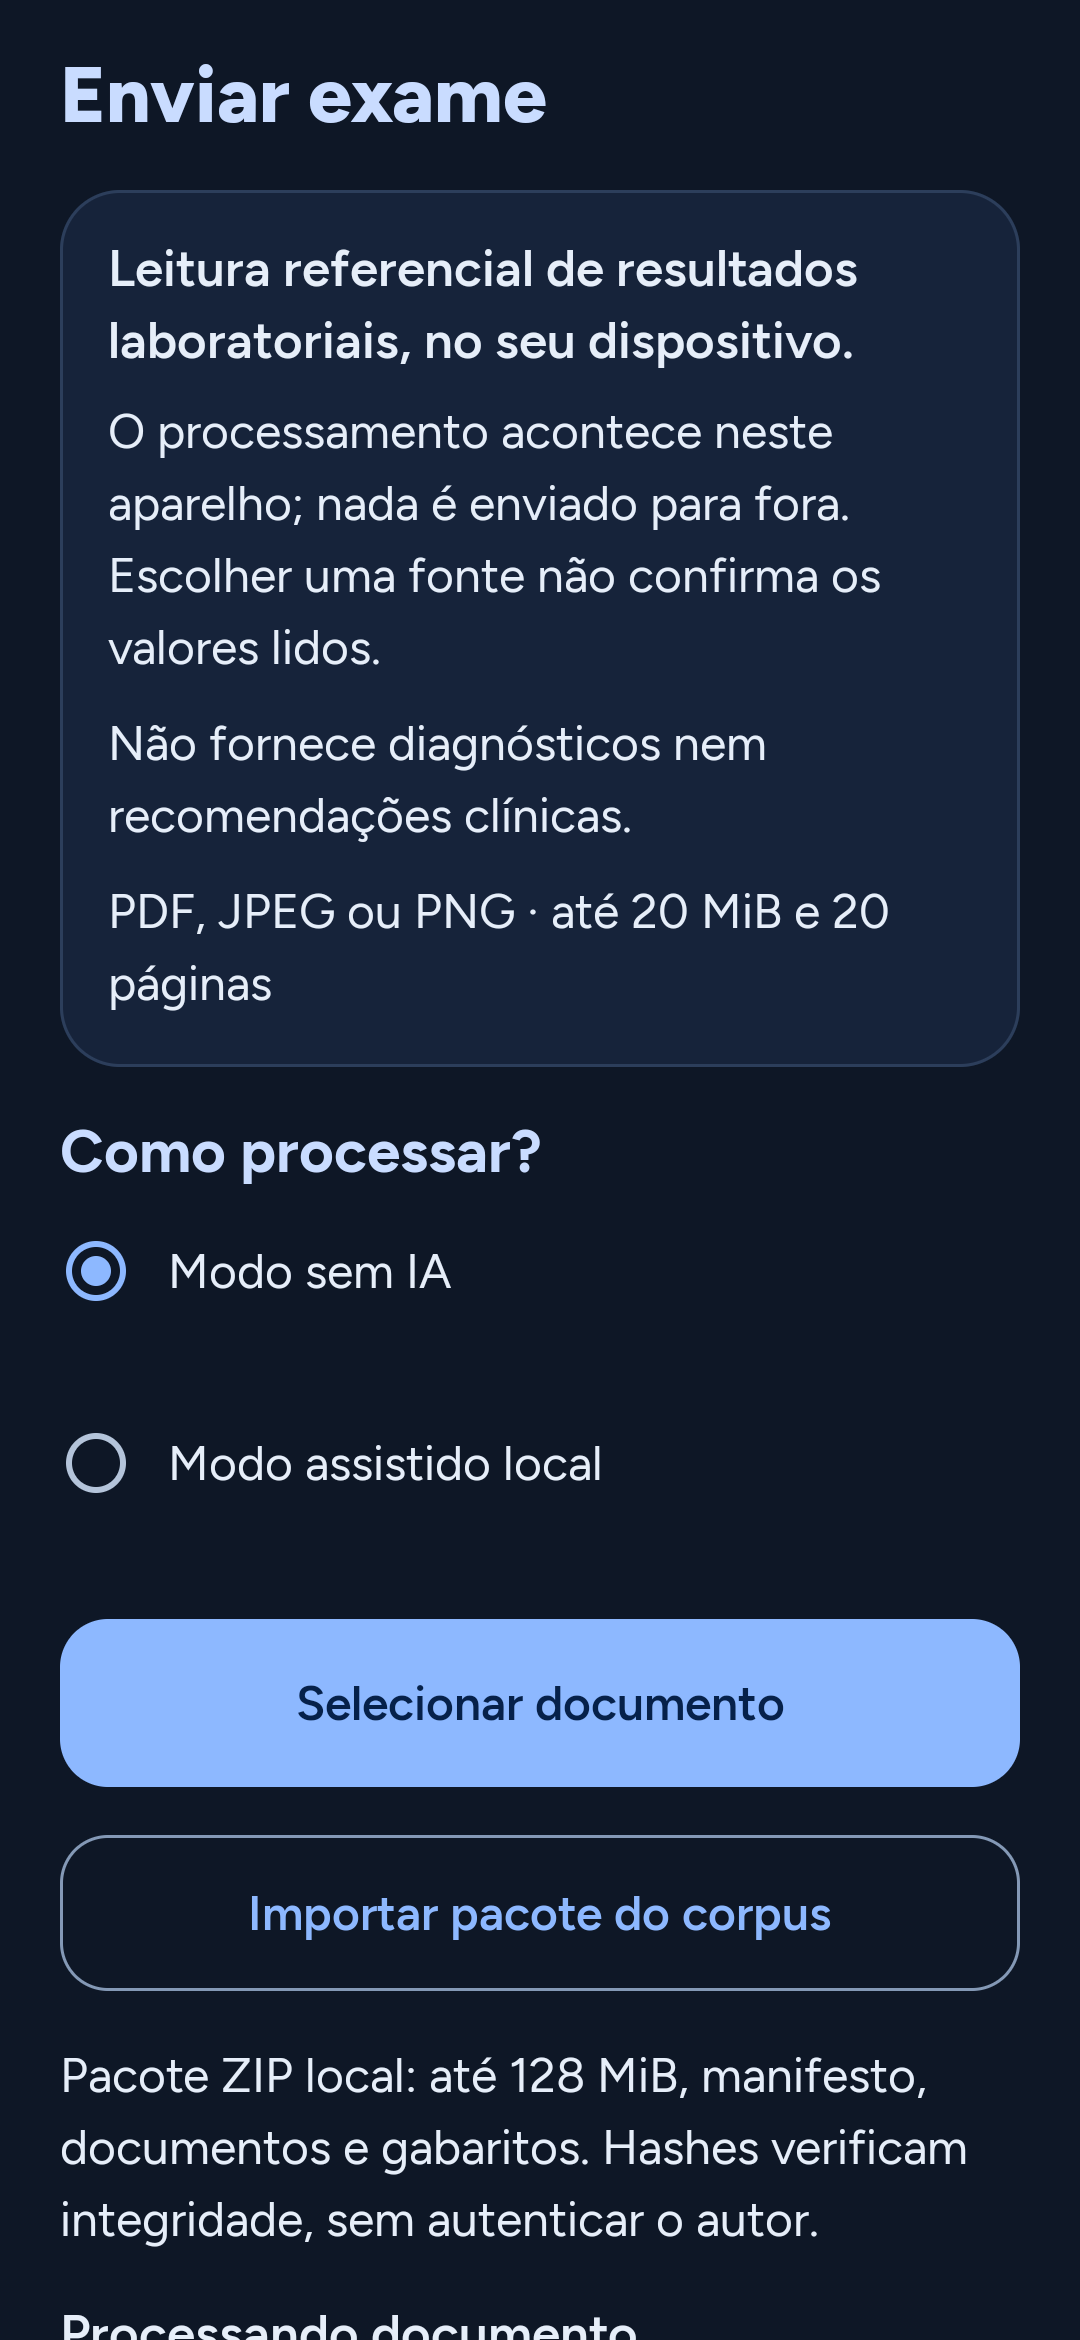 Enviar exame
Leitura referencial de resultados
laboratoriais, no seu dispositivo.
O processamento acontece neste
aparelho; nada é enviado para fora.
Escolher uma fonte não confirma os
valores lidos.
Não fornece diagnósticos nem
recomendações clínicas.
PDF, JPEG ou PNG · até 20 MiB e 20
páginas
Como processar?
Modo sem IA
Modo assistido local
Selecionar documento
Importar pacote do corpus
Pacote ZIP local: até 128 MiB, manifesto,
documentos e gabaritos. Hashes verificam
integridade, sem autenticar o autor.
Processando documento